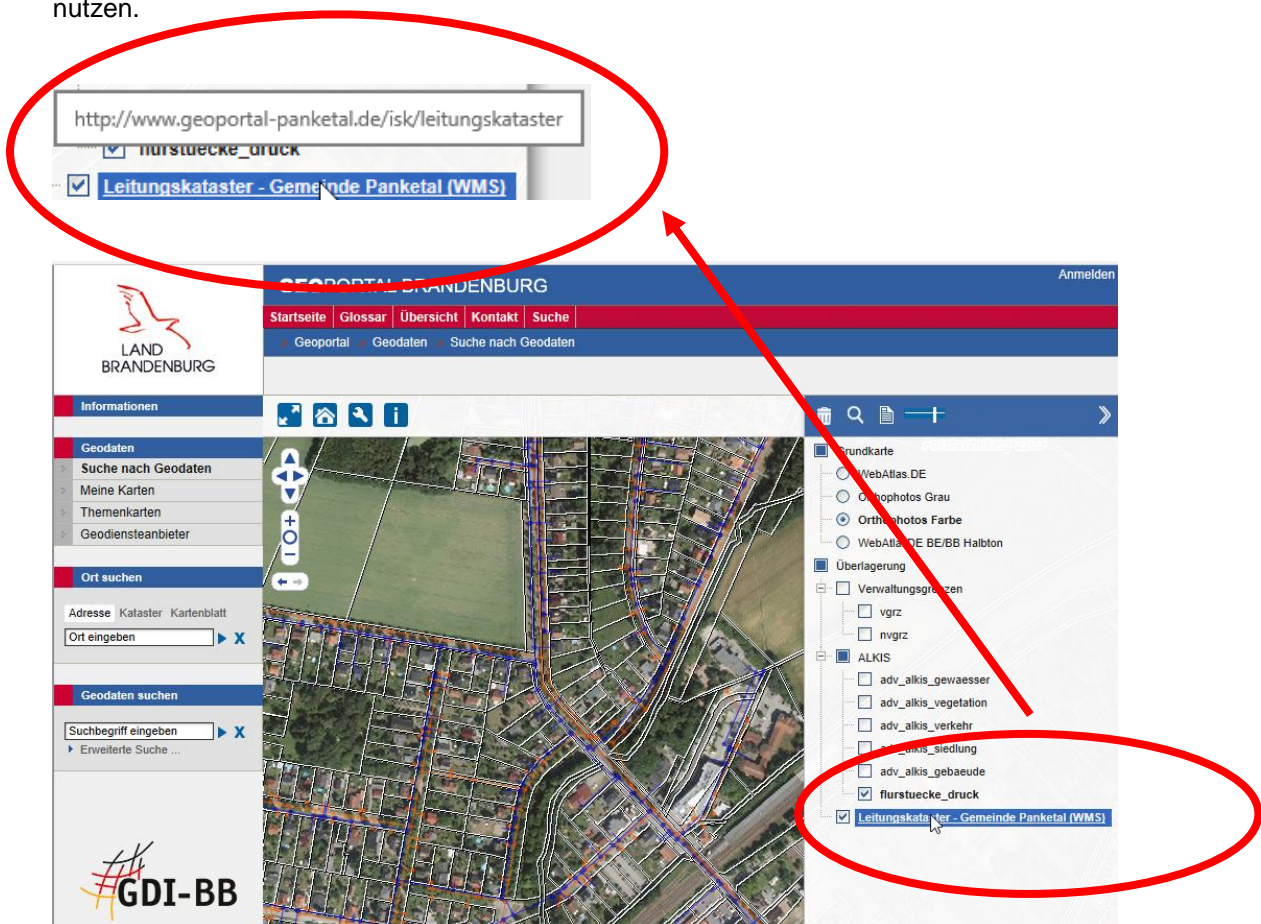 nutzen.
http://www.geoportal-panketal.de/isk/leitungskataster
flurstuecke_druck
Leitungskataster - Gemeinde Panketal (WMS)
GEOPORTAL BRANDENBURG
Anmelden
Startseite Glossar Übersicht Kontakt Suche
Geoportal Geodaten Suche nach Geodaten
LAND
BRANDENBURG
Informationen
Geodaten
Suche nach Geodaten
Meine Karten
Themenkarten
Geodiensteanbieter
Ort suchen
Adresse Kataster Kartenblatt
Ort eingeben
X
Geodaten suchen
Suchbegriff eingeben
X
Erweiterte Suche ...
GDI-BB
Grundkarte
WebAtlas.DE
Orthophotos Grau
Orthophotos Farbe
WebAtlasDE BE/BB Halbton
Überlagerung
Verwaltungsgrenzen
vgrz
nvgrz
ALKIS
adv_alkis_gewaesser
adv_alkis_vegetation
adv_alkis_verkehr
adv_alkis_siedlung
adv_alkis_gebaeude
flurstuecke_druck
Leitungskataster - Gemeinde Panketal (WMS)